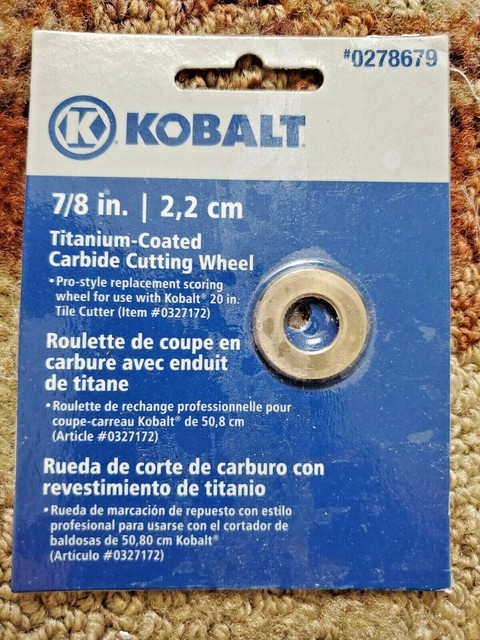 #0278679
K KOBALT
7/8 in. | 2,2 cm
Titanium-Coated
Carbide Cutting Wheel
• Pro-style replacement scoring
wheel for use with Kobalt® 20 in.
Tile Cutter (Item #0327172)
Roulette de coupe en
carbure avec enduit
de titane
• Roulette de rechange professionnelle pour
coupe-carreau Kobalt® de 50,8 cm
(Article #0327172)
Rueda de corte de carburo con
revestimiento de titanio
• Rueda de marcación de repuesto con estilo
profesional para usarse con el cortador de
baldosas de 50,80 cm Kobalt®
(Artículo #0327172)